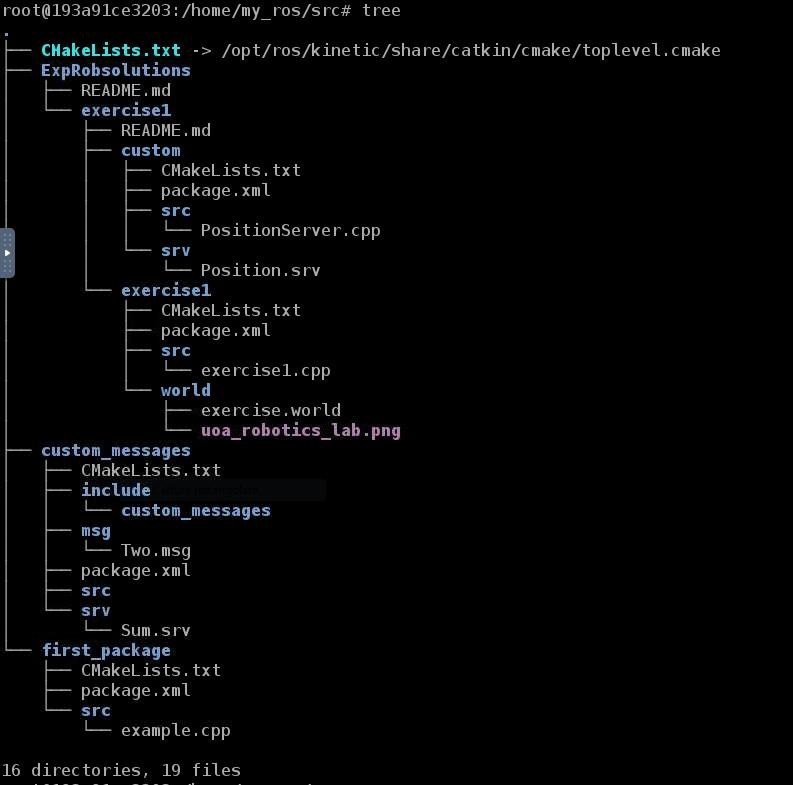 root@193a91ce3203:/home/my_ros/src# tree
.
├── CMakeLists.txt -> /opt/ros/kinetic/share/catkin/cmake/toplevel.cmake
├── ExpRobsolutions
│   ├── README.md
│   └── exercise1
│       ├── README.md
│       ├── custom
│       │   ├── CMakeLists.txt
│       │   ├── package.xml
│       │   ├── src
│       │   │   └── PositionServer.cpp
│       │   └── srv
│       │       └── Position.srv
│       └── exercise1
│           ├── CMakeLists.txt
│           ├── package.xml
│           ├── src
│           │   └── exercise1.cpp
│           └── world
│               ├── exercise.world
│               └── uoa_robotics_lab.png
├── custom_messages
│   ├── CMakeLists.txt
│   ├── include
│   │   └── custom_messages
│   ├── msg
│   │   └── Two.msg
│   ├── package.xml
│   ├── src
│   └── srv
│       └── Sum.srv
└── first_package
    ├── CMakeLists.txt
    ├── package.xml
    └── src
        └── example.cpp
16 directories, 19 files